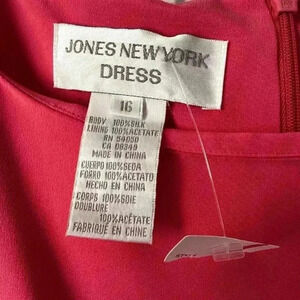 JONES NEW YORK
DRESS
16
BODY 100%SILK
LINING 100%ACETATE
RN 54050
CA 08349
MADE IN CHINA
CUERPO 100%SEDA
FORRO 100%ACETATO
HECHO EN CHINA
CORPS 100%SOIE
DOUBLURE
100%ACÉTATE
FABRIQUÉ EN CHINE